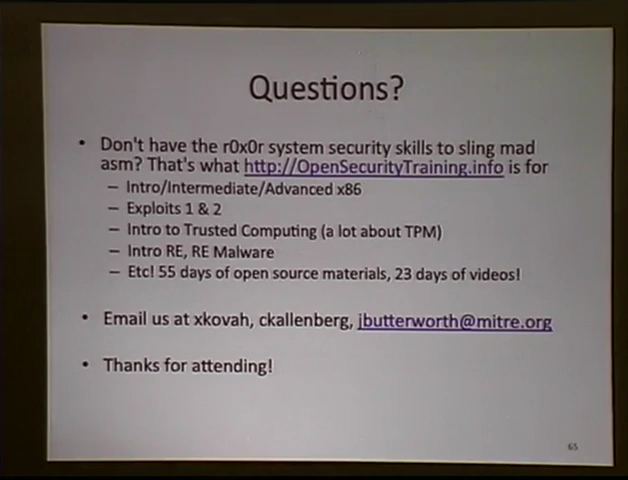 Questions?
• Don't have the r0x0r system security skills to sling mad
asm? That's what http://OpenSecurityTraining.info is for
– Intro/Intermediate/Advanced x86
– Exploits 1 & 2
– Intro to Trusted Computing (a lot about TPM)
– Intro RE, RE Malware
– Etc! 55 days of open source materials, 23 days of videos!
• Email us at xkovah, ckallenberg, jbutterworth@mitre.org
• Thanks for attending!
65